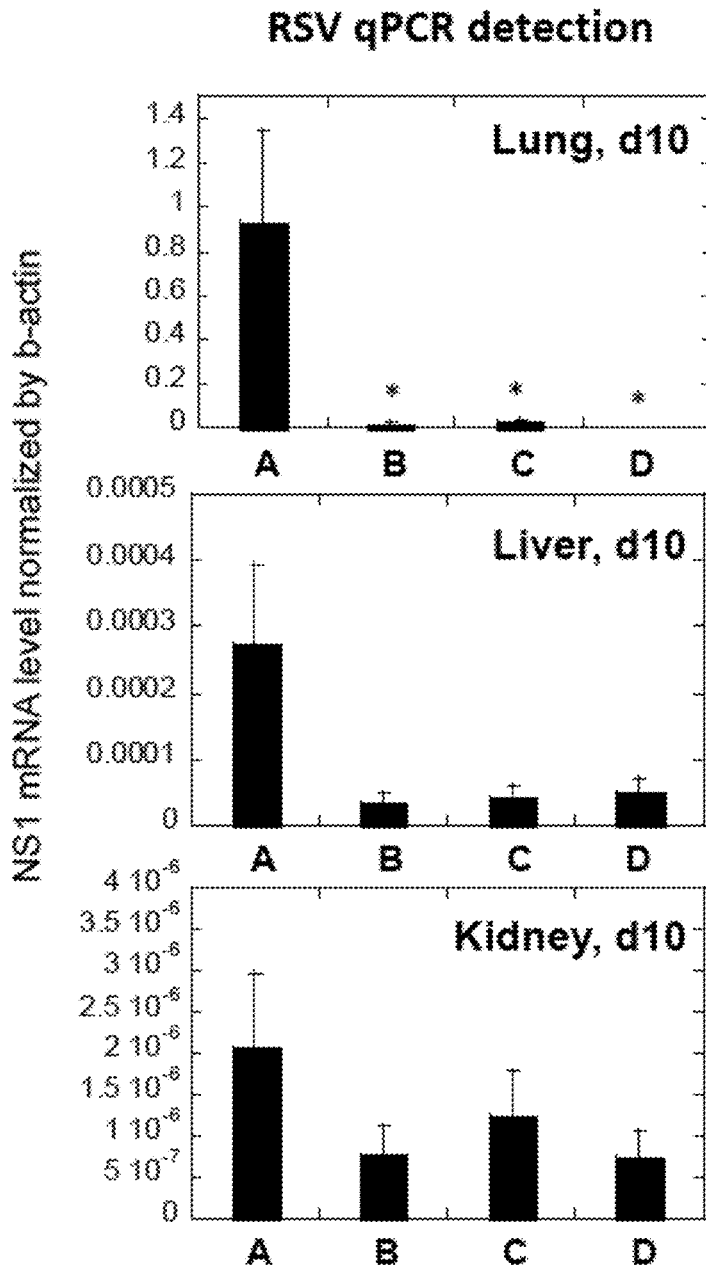 RSV qPCR detection
NS1 mRNA level normalized by b-actin
Lung, d10
1.4
1.2
1
0.8
0.6
0.4
0.2
0
* * *
A B C D
Liver, d10
0.0005
0.0004
0.0003
0.0002
0.0001
0
A B C D
Kidney, d10
4 10⁻⁶
3.5 10⁻⁶
3 10⁻⁶
2.5 10⁻⁶
2 10⁻⁶
1.5 10⁻⁶
1 10⁻⁶
5 10⁻⁷
0
A B C D